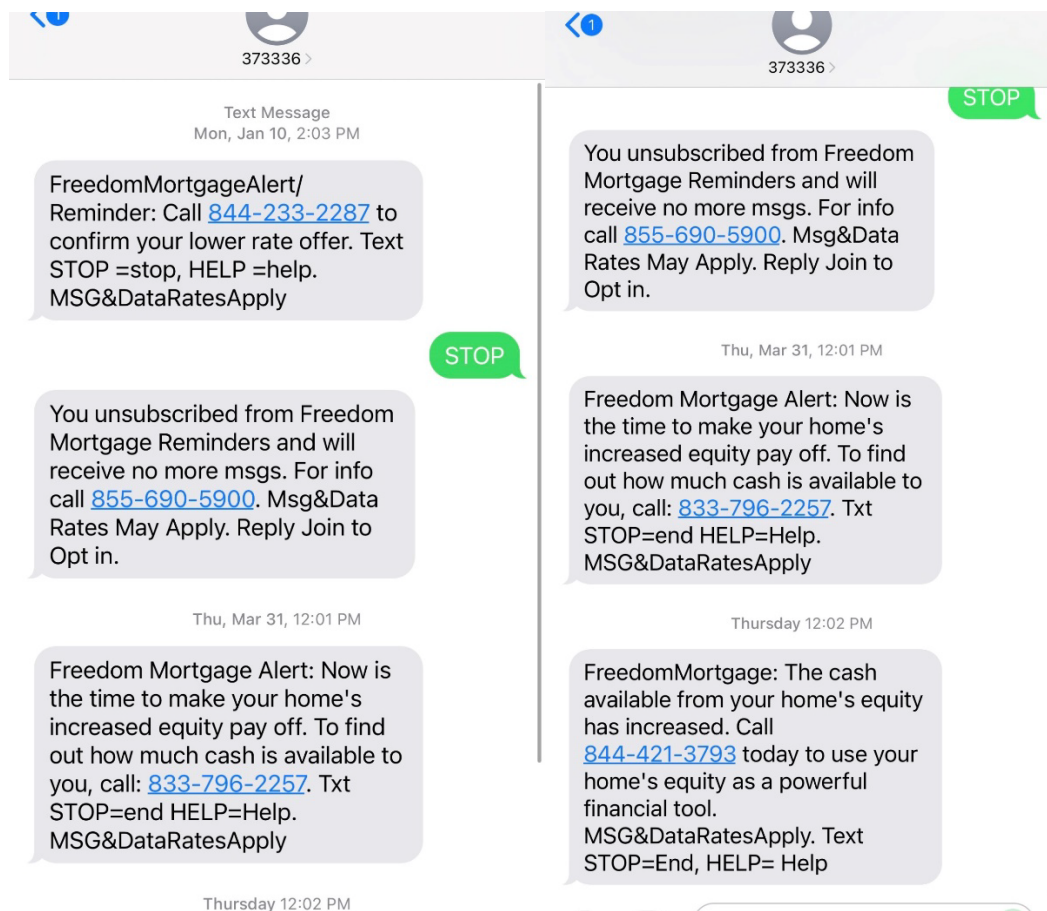 1
373336 >
Text Message
Mon, Jan 10, 2:03 PM
FreedomMortgageAlert/
Reminder: Call 844-233-2287 to
confirm your lower rate offer. Text
STOP =stop, HELP =help.
MSG&DataRatesApply
STOP
You unsubscribed from Freedom
Mortgage Reminders and will
receive no more msgs. For info
call 855-690-5900. Msg&Data
Rates May Apply. Reply Join to
Opt in.
Thu, Mar 31, 12:01 PM
Freedom Mortgage Alert: Now is
the time to make your home's
increased equity pay off. To find
out how much cash is available to
you, call: 833-796-2257. Txt
STOP=end HELP=Help.
MSG&DataRatesApply
Thursday 12:02 PM
1
373336 >
STOP
You unsubscribed from Freedom
Mortgage Reminders and will
receive no more msgs. For info
call 855-690-5900. Msg&Data
Rates May Apply. Reply Join to
Opt in.
Thu, Mar 31, 12:01 PM
Freedom Mortgage Alert: Now is
the time to make your home's
increased equity pay off. To find
out how much cash is available to
you, call: 833-796-2257. Txt
STOP=end HELP=Help.
MSG&DataRatesApply
Thursday 12:02 PM
FreedomMortgage: The cash
available from your home's equity
has increased. Call
844-421-3793 today to use your
home's equity as a powerful
financial tool.
MSG&DataRatesApply. Text
STOP=End, HELP= Help